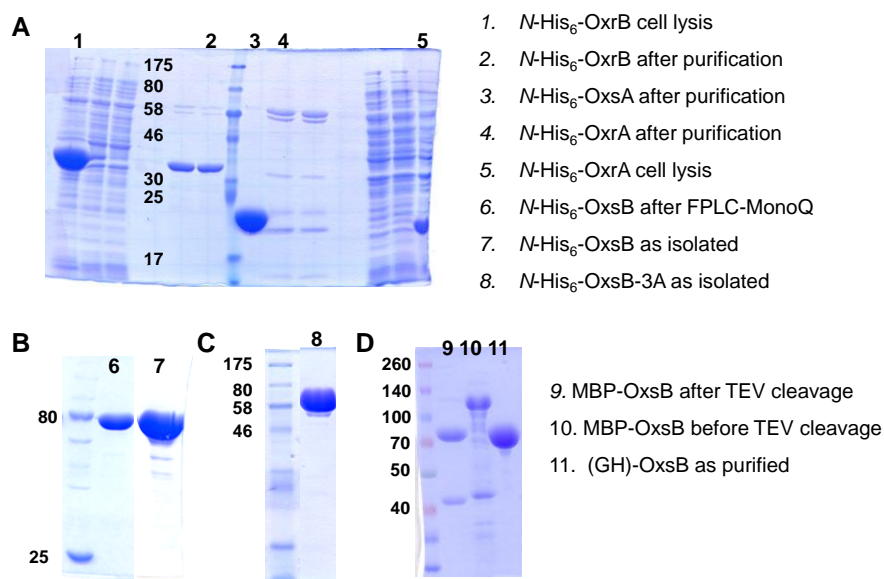 A
1
2
3
4
5
175
80
58
46
30
25
17
1. N-His6-OxrB cell lysis
2. N-His6-OxrB after purification
3. N-His6-OxsA after purification
4. N-His6-OxrA after purification
5. N-His6-OxrA cell lysis
6. N-His6-OxsB after FPLC-MonoQ
7. N-His6-OxsB as isolated
8. N-His6-OxsB-3A as isolated
B
6
7
80
25
C
8
175
80
58
46
D
9 10 11
260
140
100
70
50
40
9. MBP-OxsB after TEV cleavage
10. MBP-OxsB before TEV cleavage
11. (GH)-OxsB as purified